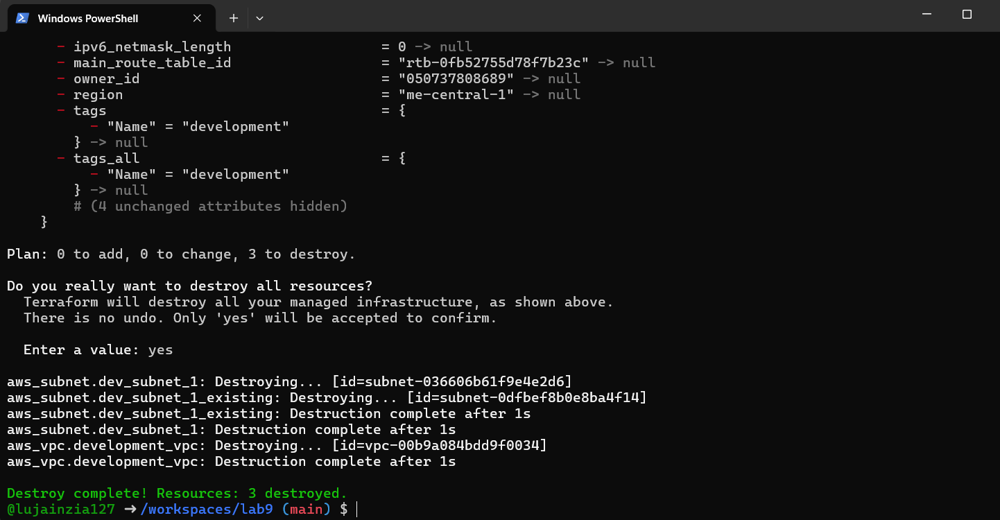 Windows PowerShell
- ipv6_netmask_length = 0 -> null
- main_route_table_id = "rtb-0fb52755d78f7b23c" -> null
- owner_id = "050737808689" -> null
- region = "me-central-1" -> null
- tags = {
- "Name" = "development"
} -> null
- tags_all = {
- "Name" = "development"
} -> null
# (4 unchanged attributes hidden)
}
Plan: 0 to add, 0 to change, 3 to destroy.
Do you really want to destroy all resources?
Terraform will destroy all your managed infrastructure, as shown above.
There is no undo. Only 'yes' will be accepted to confirm.
Enter a value: yes
aws_subnet.dev_subnet_1: Destroying... [id=subnet-036606b61f9e4e2d6]
aws_subnet.dev_subnet_1_existing: Destroying... [id=subnet-0dfbef8b0e8ba4f14]
aws_subnet.dev_subnet_1_existing: Destruction complete after 1s
aws_subnet.dev_subnet_1: Destruction complete after 1s
aws_vpc.development_vpc: Destroying... [id=vpc-00b9a084bdd9f0034]
aws_vpc.development_vpc: Destruction complete after 1s
Destroy complete! Resources: 3 destroyed.
@lujainzia127 ➜ /workspaces/lab9 (main) $